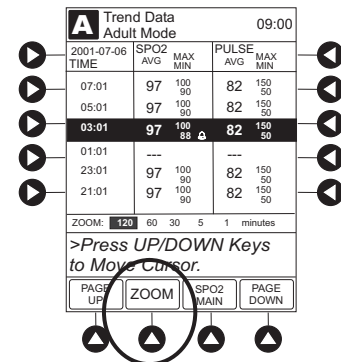 A Trend Data 09:00
Adult Mode
2001-07-06 SPO2 PULSE
TIME AVG MAX MIN AVG MAX MIN
07:01 97 100 90 82 150 50
05:01 97 100 90 82 150 50
03:01 97 100 88 82 150 50
01:01 --- ---
23:01 97 100 90 82 150 50
21:01 97 100 90 82 150 50
ZOOM: 120 60 30 5 1 minutes
>Press UP/DOWN Keys
to Move Cursor.
PAGE UP ZOOM SPO2 MAIN PAGE DOWN